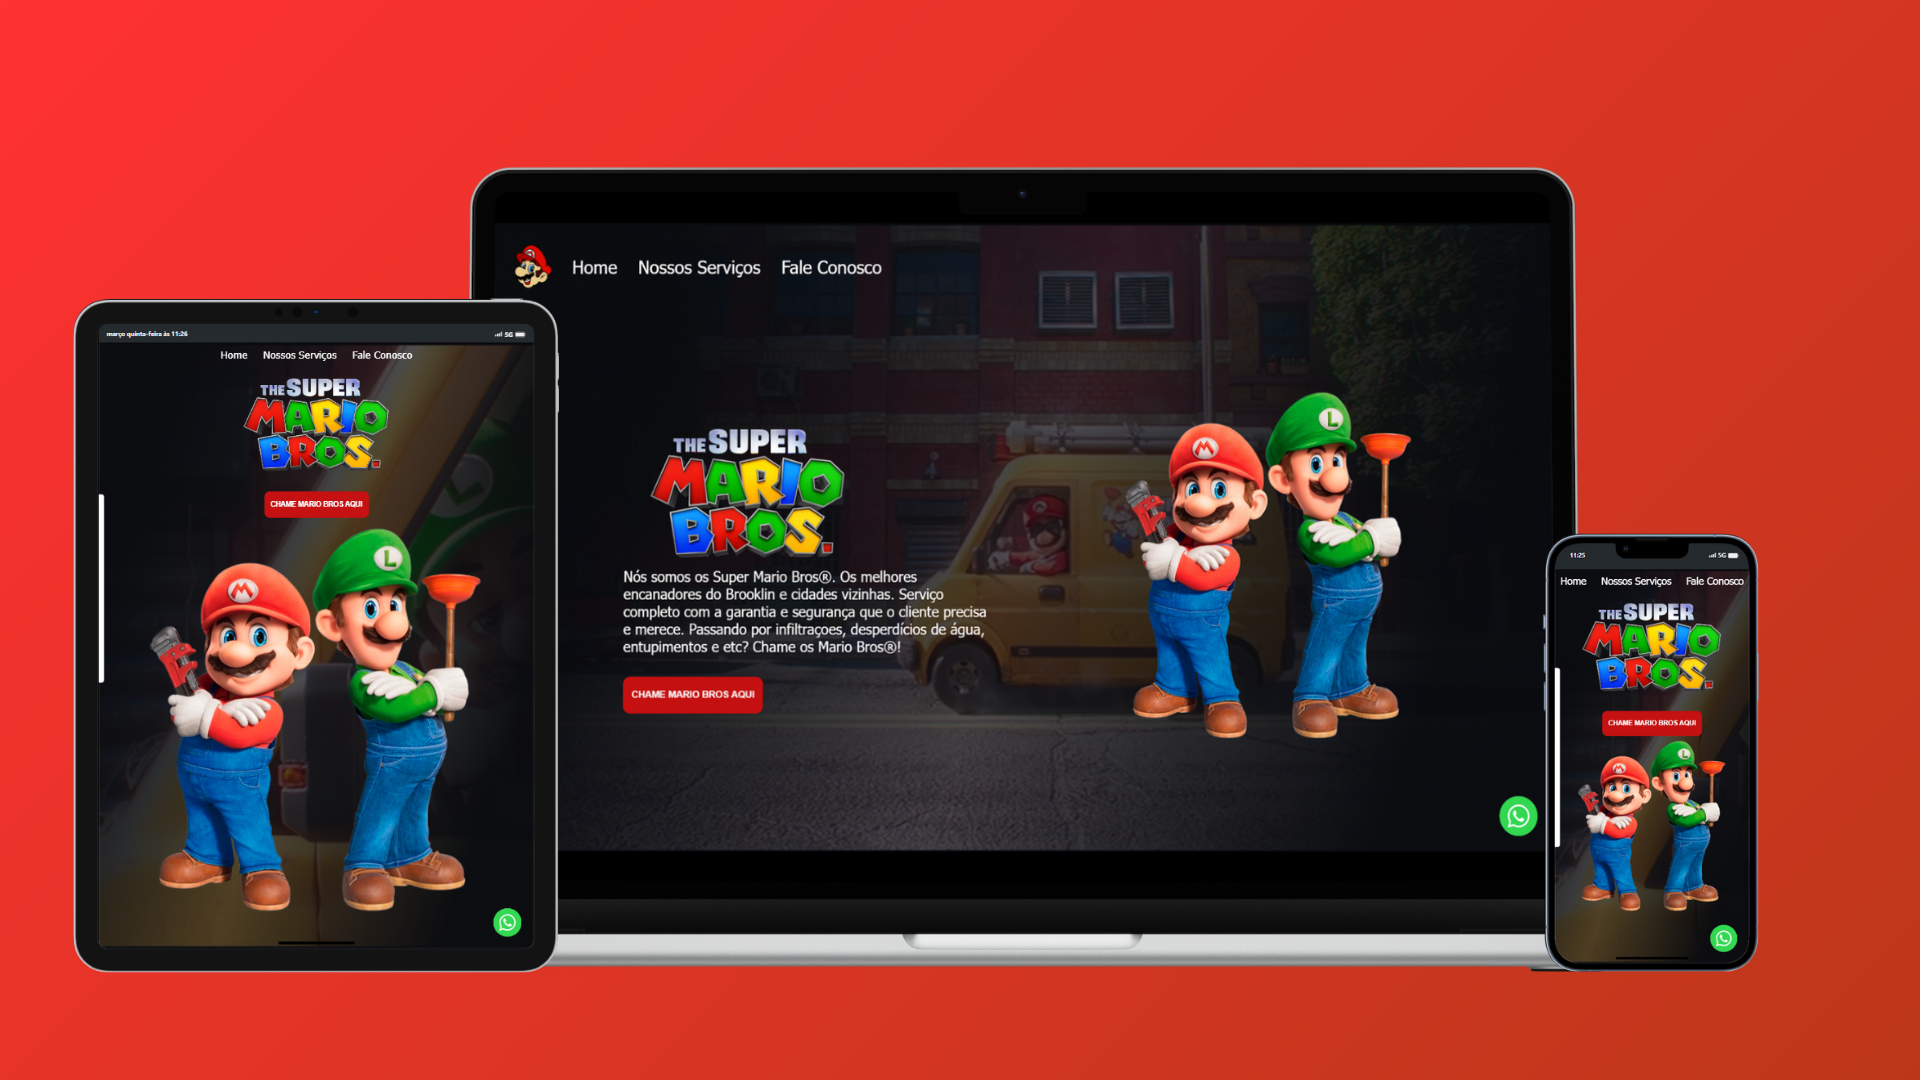 março quinta-feira às 11:26
5G
Home Nossos Serviços Fale Conosco
THE SUPER
MARIO
BROS.
CHAME MARIO BROS AQUI
M
L
Home Nossos Serviços Fale Conosco
THE SUPER
MARIO
BROS.
Nós somos os Super Mario Bros®. Os melhores
encanadores do Brooklin e cidades vizinhas. Serviço
completo com a garantia e segurança que o cliente precisa
e merece. Passando por infiltraçoes, desperdícios de água,
entupimentos e etc? Chame os Mario Bros®!
CHAME MARIO BROS AQUI
M
L
11:25
5G
Home Nossos Serviços Fale Conosco
THE SUPER
MARIO
BROS.
CHAME MARIO BROS AQUI
M
L